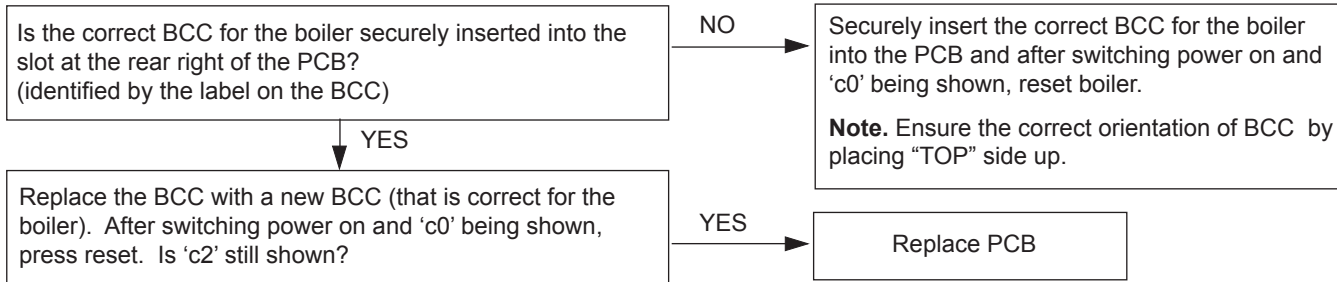 Is the correct BCC for the boiler securely inserted into the
slot at the rear right of the PCB?
(identified by the label on the BCC)
NO
Securely insert the correct BCC for the boiler
into the PCB and after switching power on and
‘c0’ being shown, reset boiler.
Note. Ensure the correct orientation of BCC by
placing “TOP” side up.
YES
Replace the BCC with a new BCC (that is correct for the
boiler). After switching power on and ‘c0’ being shown,
press reset. Is ‘c2’ still shown?
YES
Replace PCB